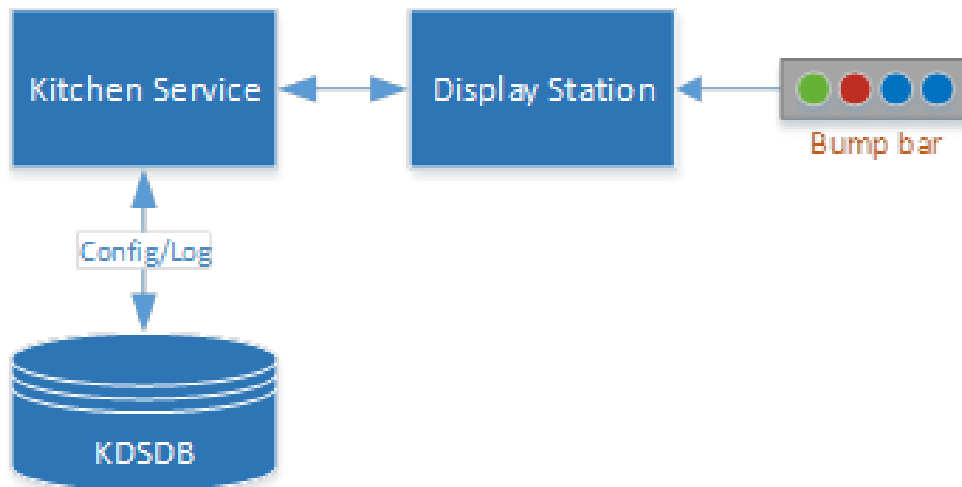 Kitchen Service
Display Station
Bump bar
Config/Log
KDSDB